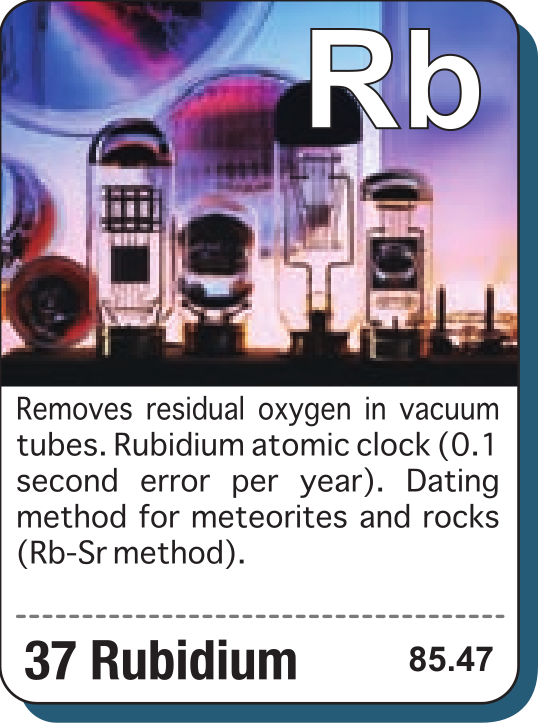 Rb
Removes residual oxygen in vacuum
tubes. Rubidium atomic clock (0.1
second error per year). Dating
method for meteorites and rocks
(Rb-Sr method).
37 Rubidium 85.47